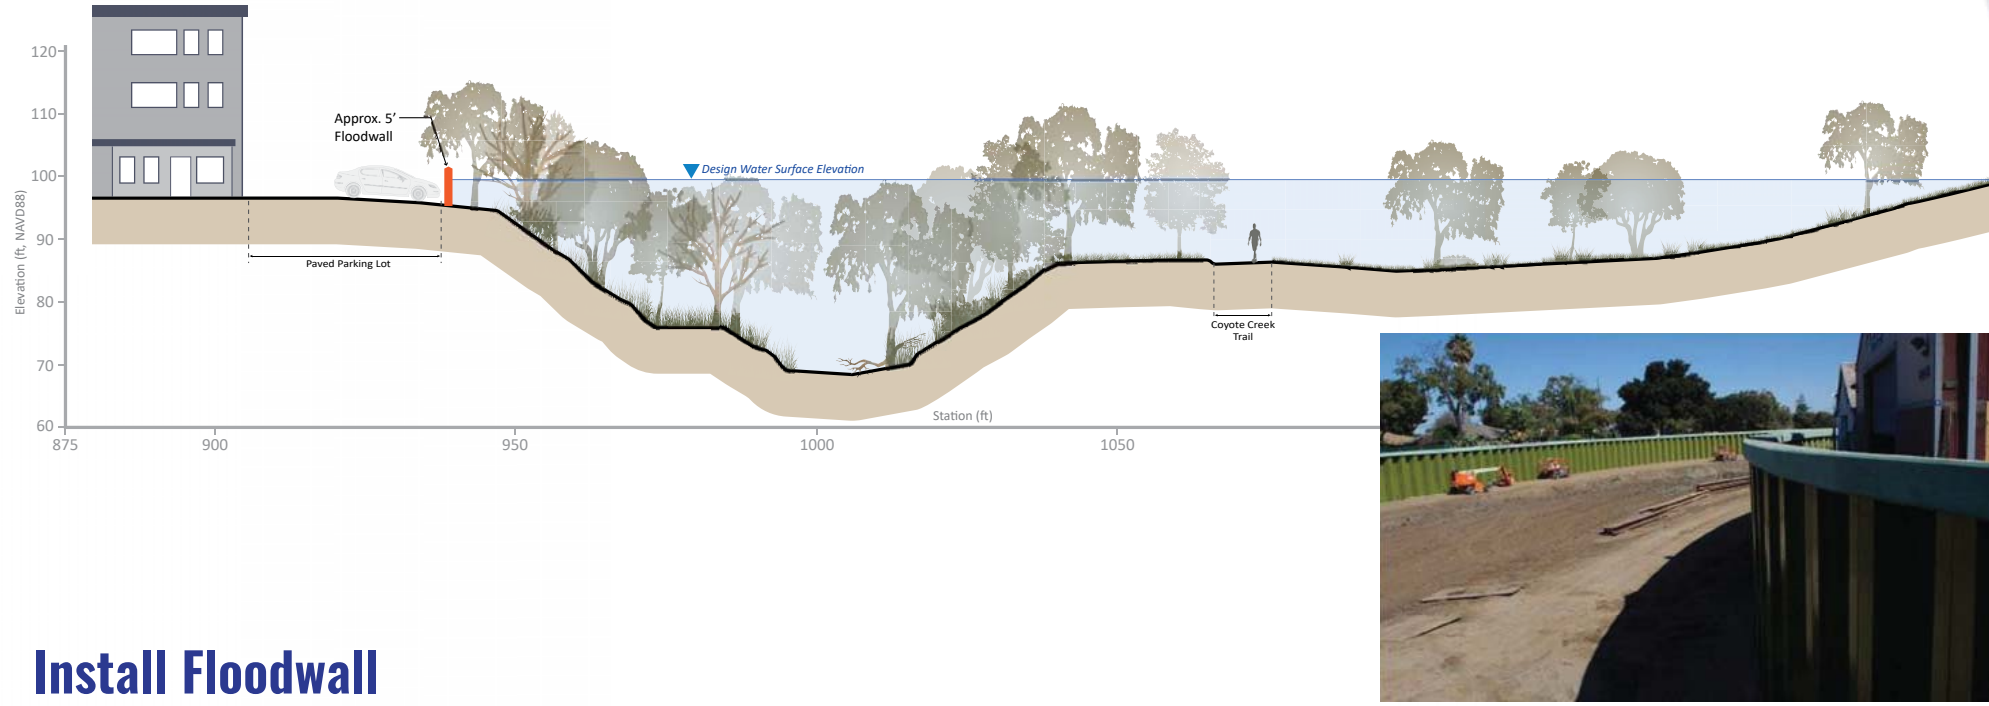 120
110
100
90
80
70
60
Elevation (ft, NAVD88)
Approx. 5’
Floodwall
Design Water Surface Elevation
Paved Parking Lot
Coyote Creek
Trail
Station (ft)
875
900
950
1000
1050
Install Floodwall